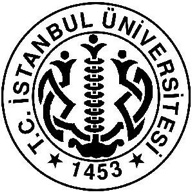 T.C. İSTANBUL ÜNİVERSİTESİ
1453